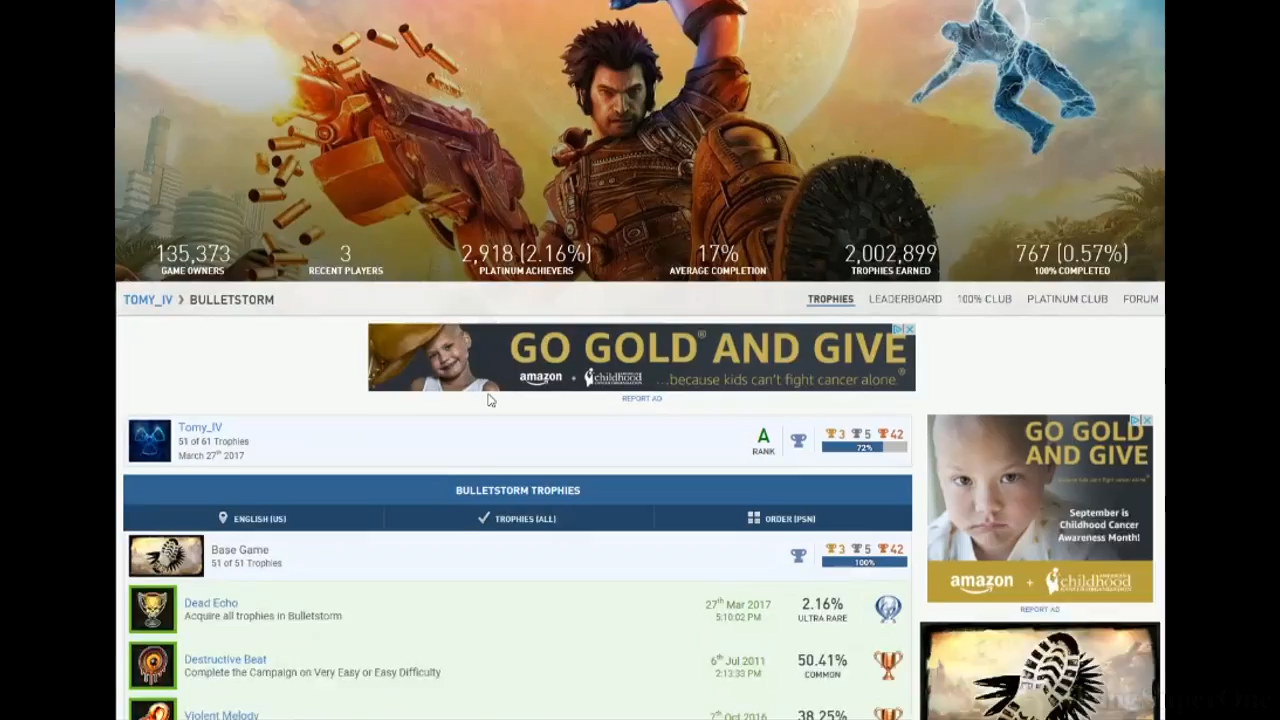 135,373
GAME OWNERS
3
RECENT PLAYERS
2,918 (2.16%)
PLATINUM ACHIEVERS
17%
AVERAGE COMPLETION
2,002,899
TROPHIES EARNED
767 (0.57%)
100% COMPLETED
TOMY_IV > BULLETSTORM
TROPHIES LEADERBOARD 100% CLUB PLATINUM CLUB FORUM
GO GOLD® AND GIVE
amazon + childhood
...because kids can't fight cancer alone.®
REPORT AD
Tomy_IV
51 of 61 Trophies
March 27th 2017
A
RANK
3 5 42
72%
GO GOLD
AND GIVE
September is
Childhood Cancer
Awareness Month!
amazon + childhood
REPORT AD
BULLETSTORM TROPHIES
ENGLISH (US) TROPHIES (ALL) ORDER (PSN)
Base Game
51 of 51 Trophies
3 5 42
100%
Dead Echo
Acquire all trophies in Bulletstorm
27th Mar 2017
5:10:02 PM
2.16%
ULTRA RARE
Destructive Beat
Complete the Campaign on Very Easy or Easy Difficulty
6th Jul 2011
2:13:33 PM
50.41%
COMMON
Violent Melody
7th Oct 2016
38.25%